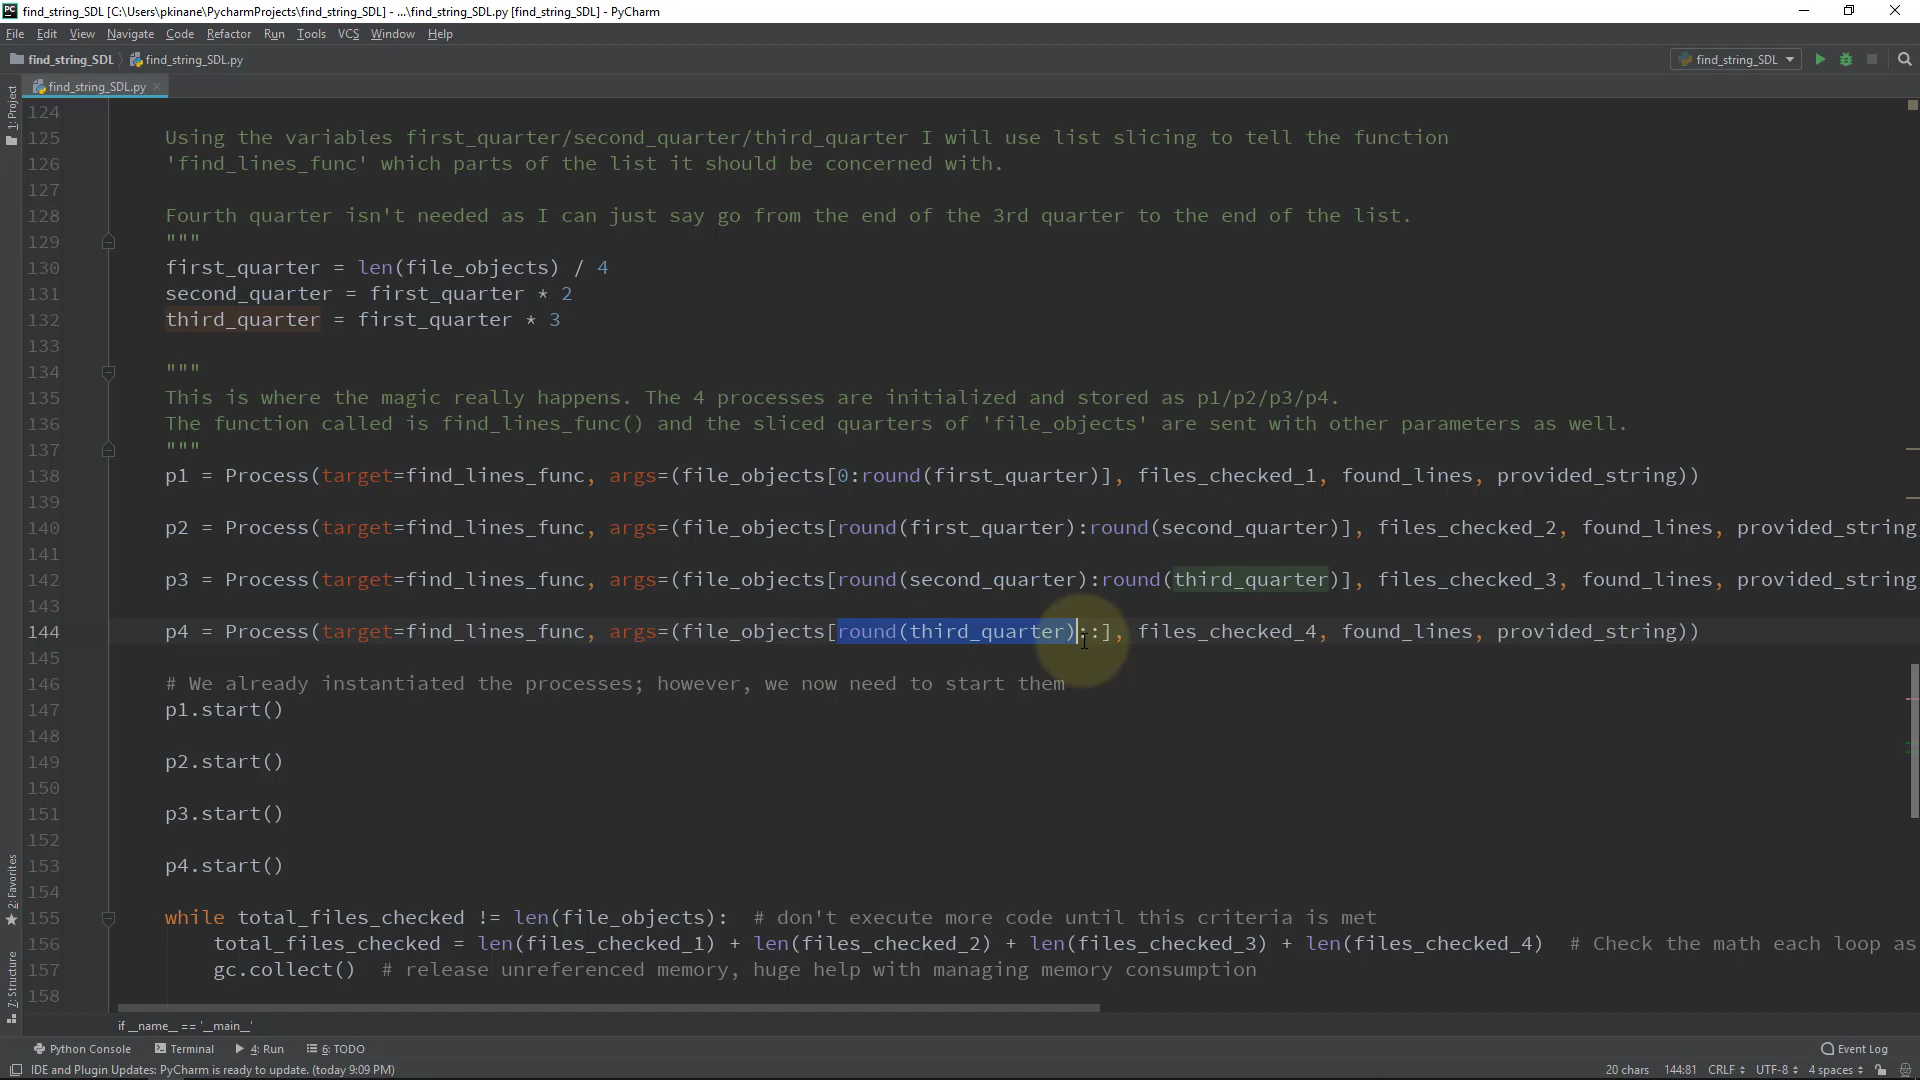 find_string_SDL [C:\Users\pkinane\PycharmProjects\find_string_SDL] - ...\find_string_SDL.py [find_string_SDL] - PyCharm
File Edit View Navigate Code Refactor Run Tools VCS Window Help
find_string_SDL find_string_SDL.py find_string_SDL
find_string_SDL.py
1: Project
124
125 Using the variables first_quarter/second_quarter/third_quarter I will use list slicing to tell the function
126 'find_lines_func' which parts of the list it should be concerned with.
127
128 Fourth quarter isn't needed as I can just say go from the end of the 3rd quarter to the end of the list.
129 """
130 first_quarter = len(file_objects) / 4
131 second_quarter = first_quarter * 2
132 third_quarter = first_quarter * 3
133
134 """
135 This is where the magic really happens. The 4 processes are initialized and stored as p1/p2/p3/p4.
136 The function called is find_lines_func() and the sliced quarters of 'file_objects' are sent with other parameters as well.
137 """
138 p1 = Process(target=find_lines_func, args=(file_objects[0:round(first_quarter)], files_checked_1, found_lines, provided_string))
139
140 p2 = Process(target=find_lines_func, args=(file_objects[round(first_quarter):round(second_quarter)], files_checked_2, found_lines, provided_string
141
142 p3 = Process(target=find_lines_func, args=(file_objects[round(second_quarter):round(third_quarter)], files_checked_3, found_lines, provided_string
143
144 p4 = Process(target=find_lines_func, args=(file_objects[round(third_quarter)::], files_checked_4, found_lines, provided_string))
145
146 # We already instantiated the processes; however, we now need to start them
147 p1.start()
148
149 p2.start()
150
151 p3.start()
152
153 p4.start()
154
155 while total_files_checked != len(file_objects): # don't execute more code until this criteria is met
156 total_files_checked = len(files_checked_1) + len(files_checked_2) + len(files_checked_3) + len(files_checked_4) # Check the math each loop as
157 gc.collect() # release unreferenced memory, huge help with managing memory consumption
158
2: Favorites
7: Structure
if __name__ == '__main__'
Python Console Terminal 4: Run 6: TODO Event Log
IDE and Plugin Updates: PyCharm is ready to update. (today 9:09 PM) 20 chars 144:81 CRLF UTF-8 4 spaces